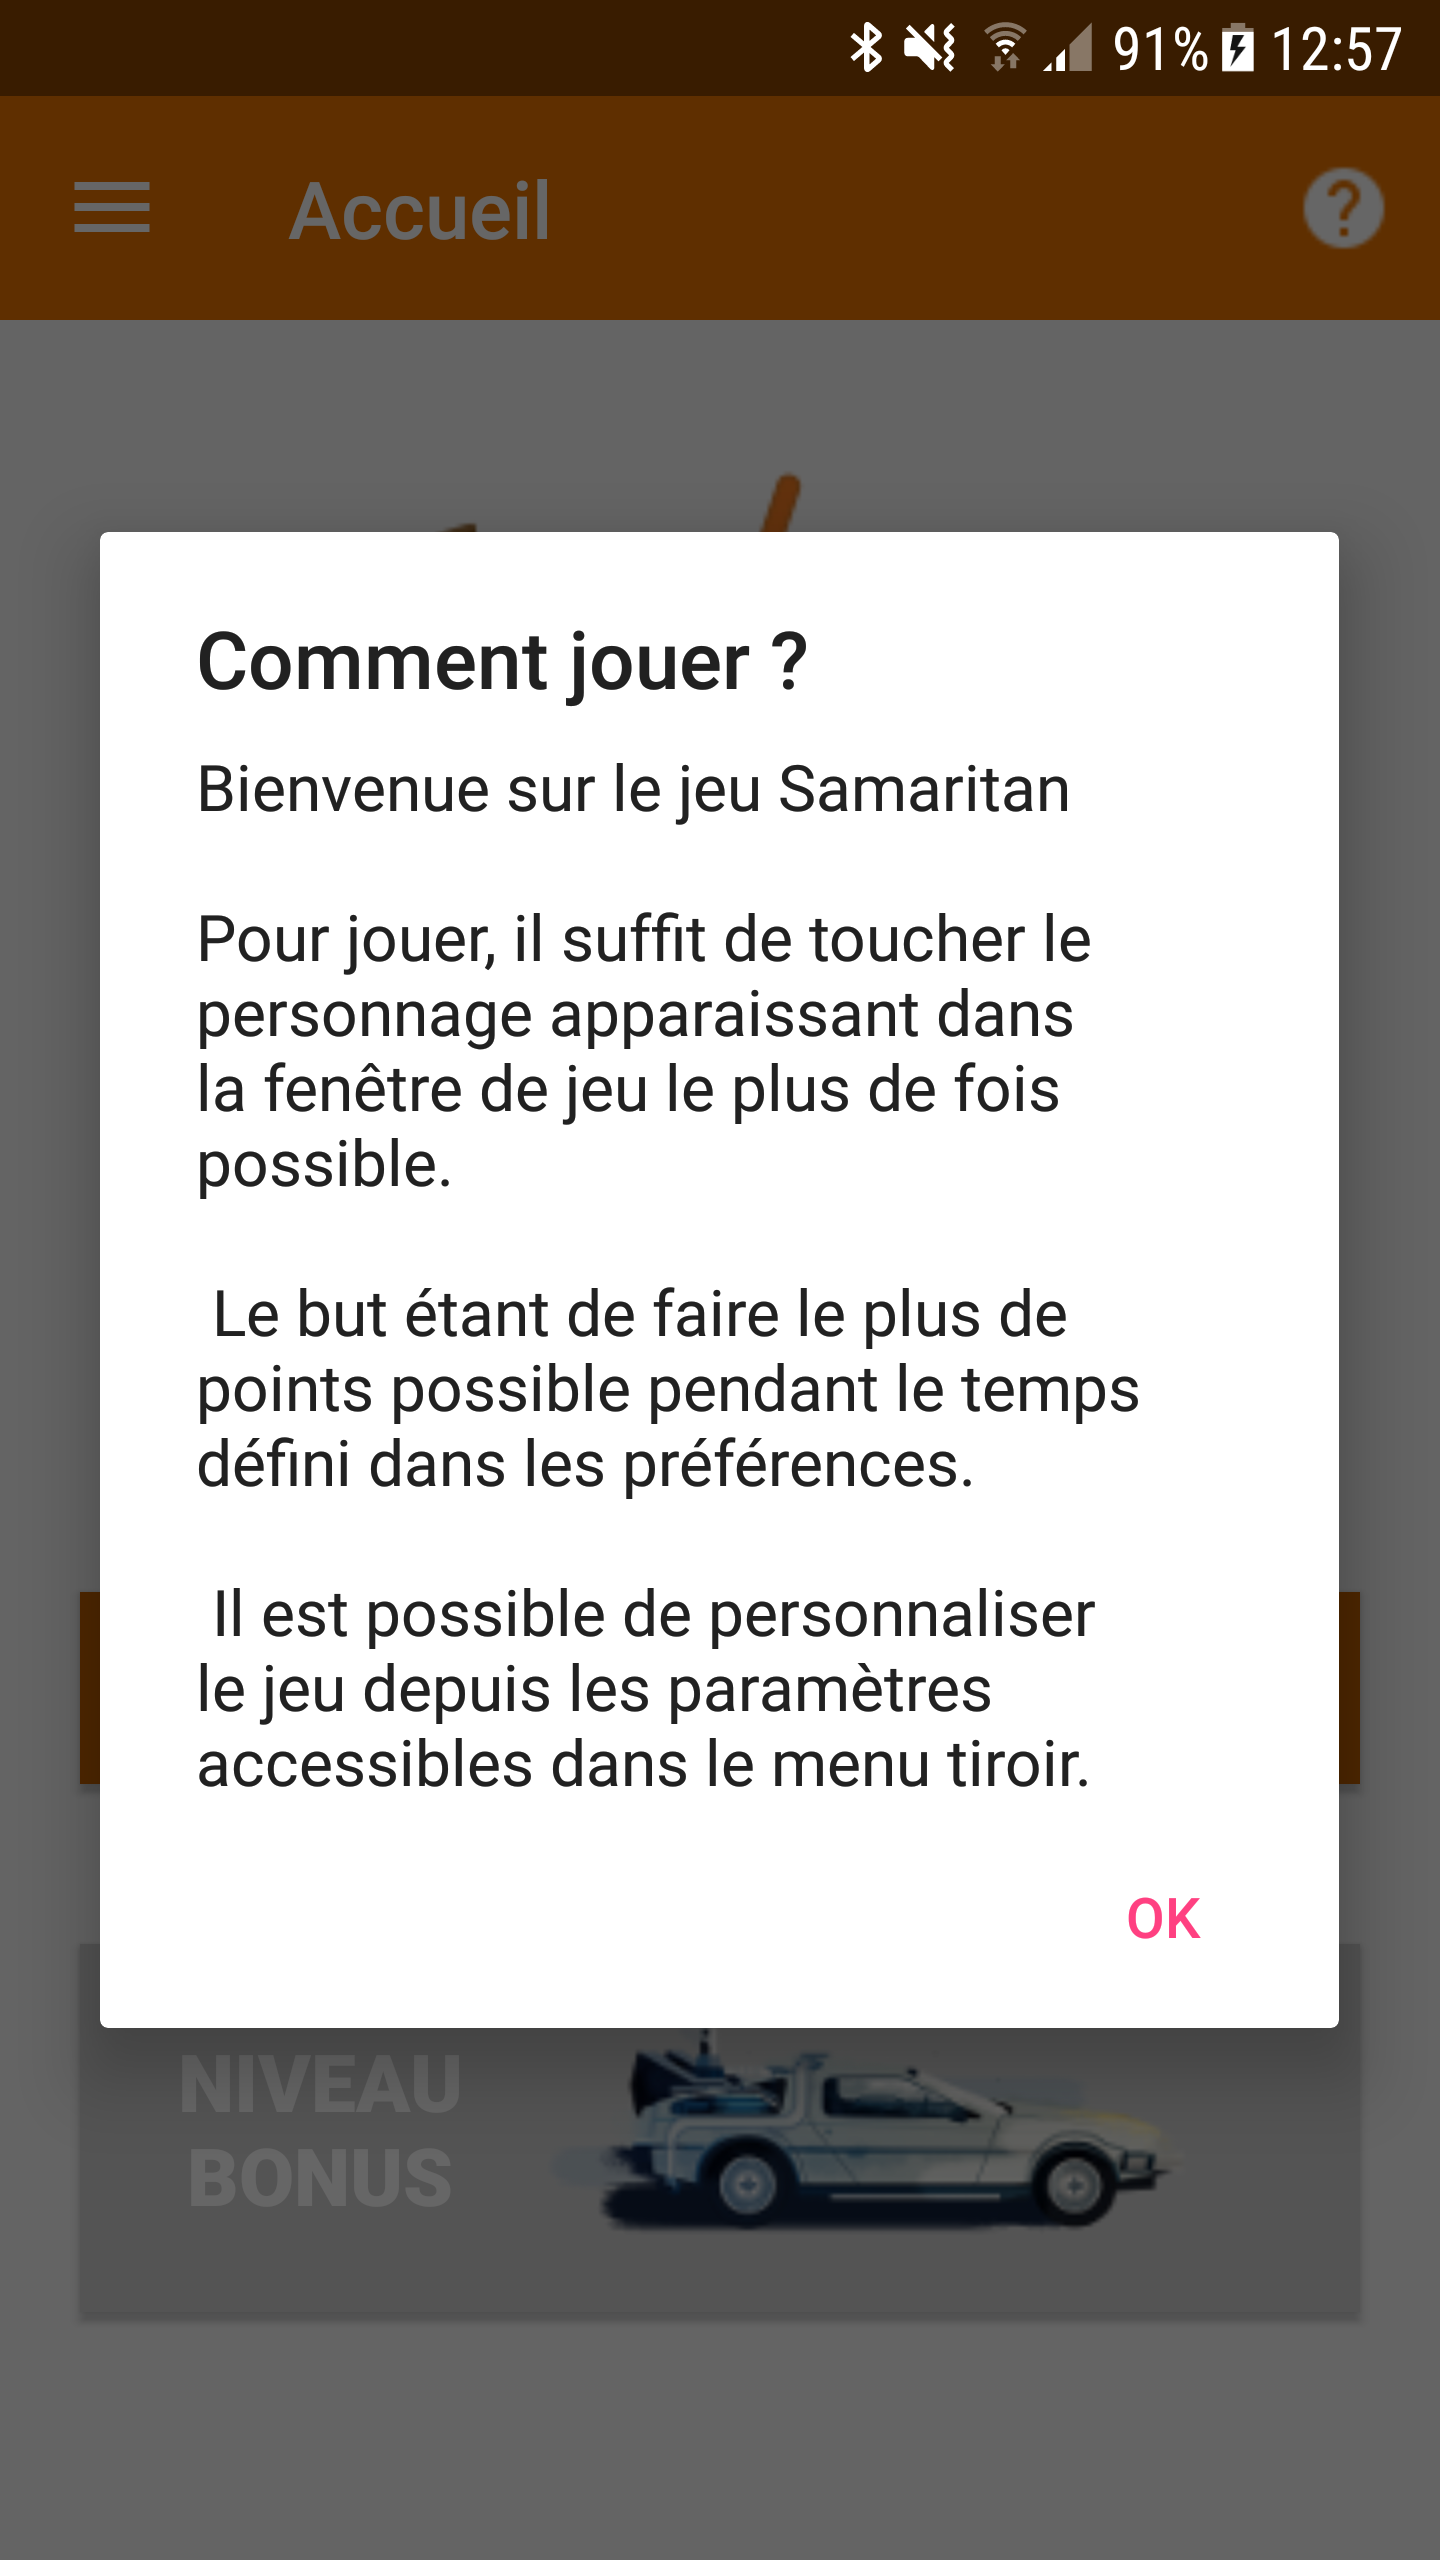 91% 12:57
Accueil
Comment jouer ?
Bienvenue sur le jeu Samaritan
Pour jouer, il suffit de toucher le
personnage apparaissant dans
la fenêtre de jeu le plus de fois
possible.
Le but étant de faire le plus de
points possible pendant le temps
défini dans les préférences.
Il est possible de personnaliser
le jeu depuis les paramètres
accessibles dans le menu tiroir.
OK
NIVEAU
BONUS